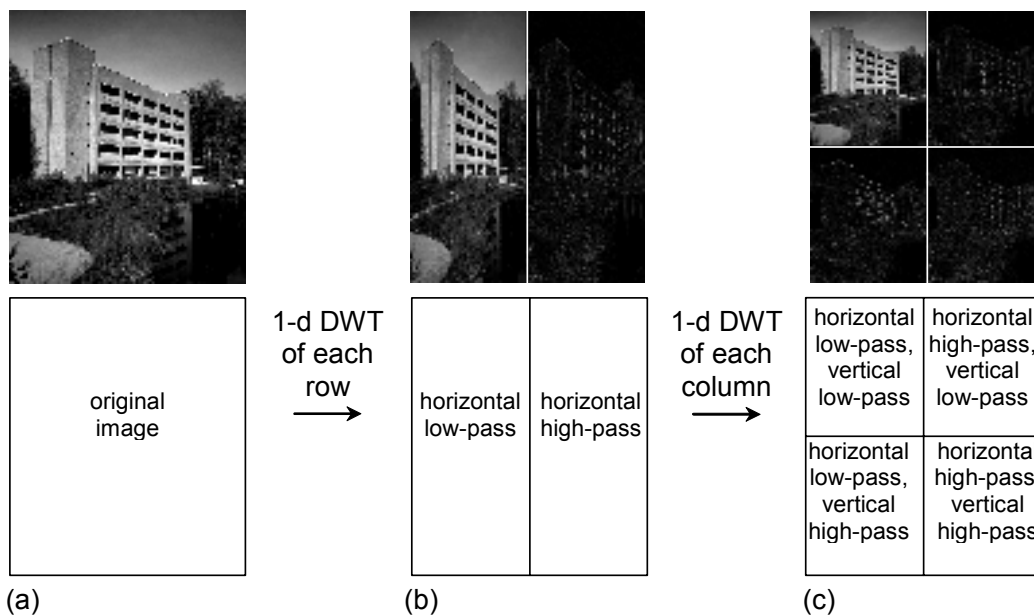 original
image
1-d DWT
of each
row
horizontal
low-pass
horizontal
high-pass
1-d DWT
of each
column
horizontal
low-pass,
vertical
low-pass
horizontal
high-pass,
vertical
low-pass
horizontal
low-pass,
vertical
high-pass
horizonta
high-pass
vertical
high-pass
(a)
(b)
(c)